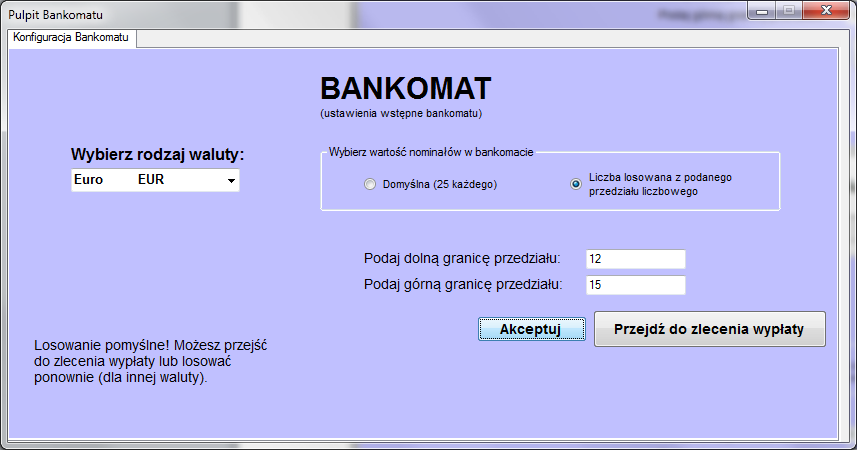 Pulpit Bankomatu
Konfiguracja Bankomatu
BANKOMAT
(ustawienia wstępne bankomatu)
Wybierz rodzaj waluty:
Euro EUR
Wybierz wartość nominałów w bankomacie
Domyślna (25 każdego)
Liczba losowana z podanego
przedziału liczbowego
Podaj dolną granicę przedziału: 12
Podaj górną granicę przedziału: 15
Akceptuj
Przejdź do zlecenia wypłaty
Losowanie pomyślne! Możesz przejść
do zlecenia wypłaty lub losować
ponownie (dla innej waluty).